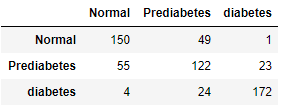 Normal Prediabetes diabetes
Normal 150 49 1
Prediabetes 55 122 23
diabetes 4 24 172